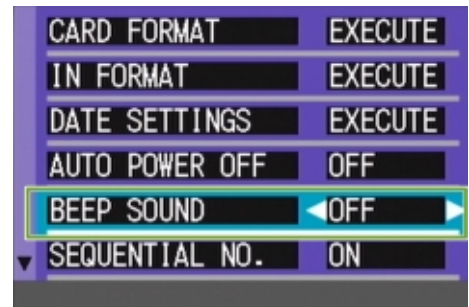 CARD FORMAT EXECUTE
IN FORMAT EXECUTE
DATE SETTINGS EXECUTE
AUTO POWER OFF OFF
BEEP SOUND OFF
SEQUENTIAL NO. ON